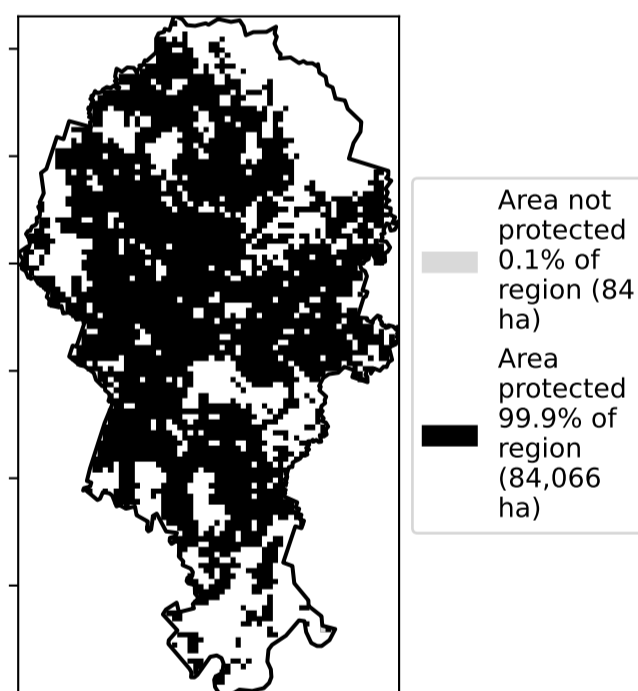 Area not
protected
0.1% of
region (84
ha)
Area
protected
99.9% of
region
(84,066
ha)